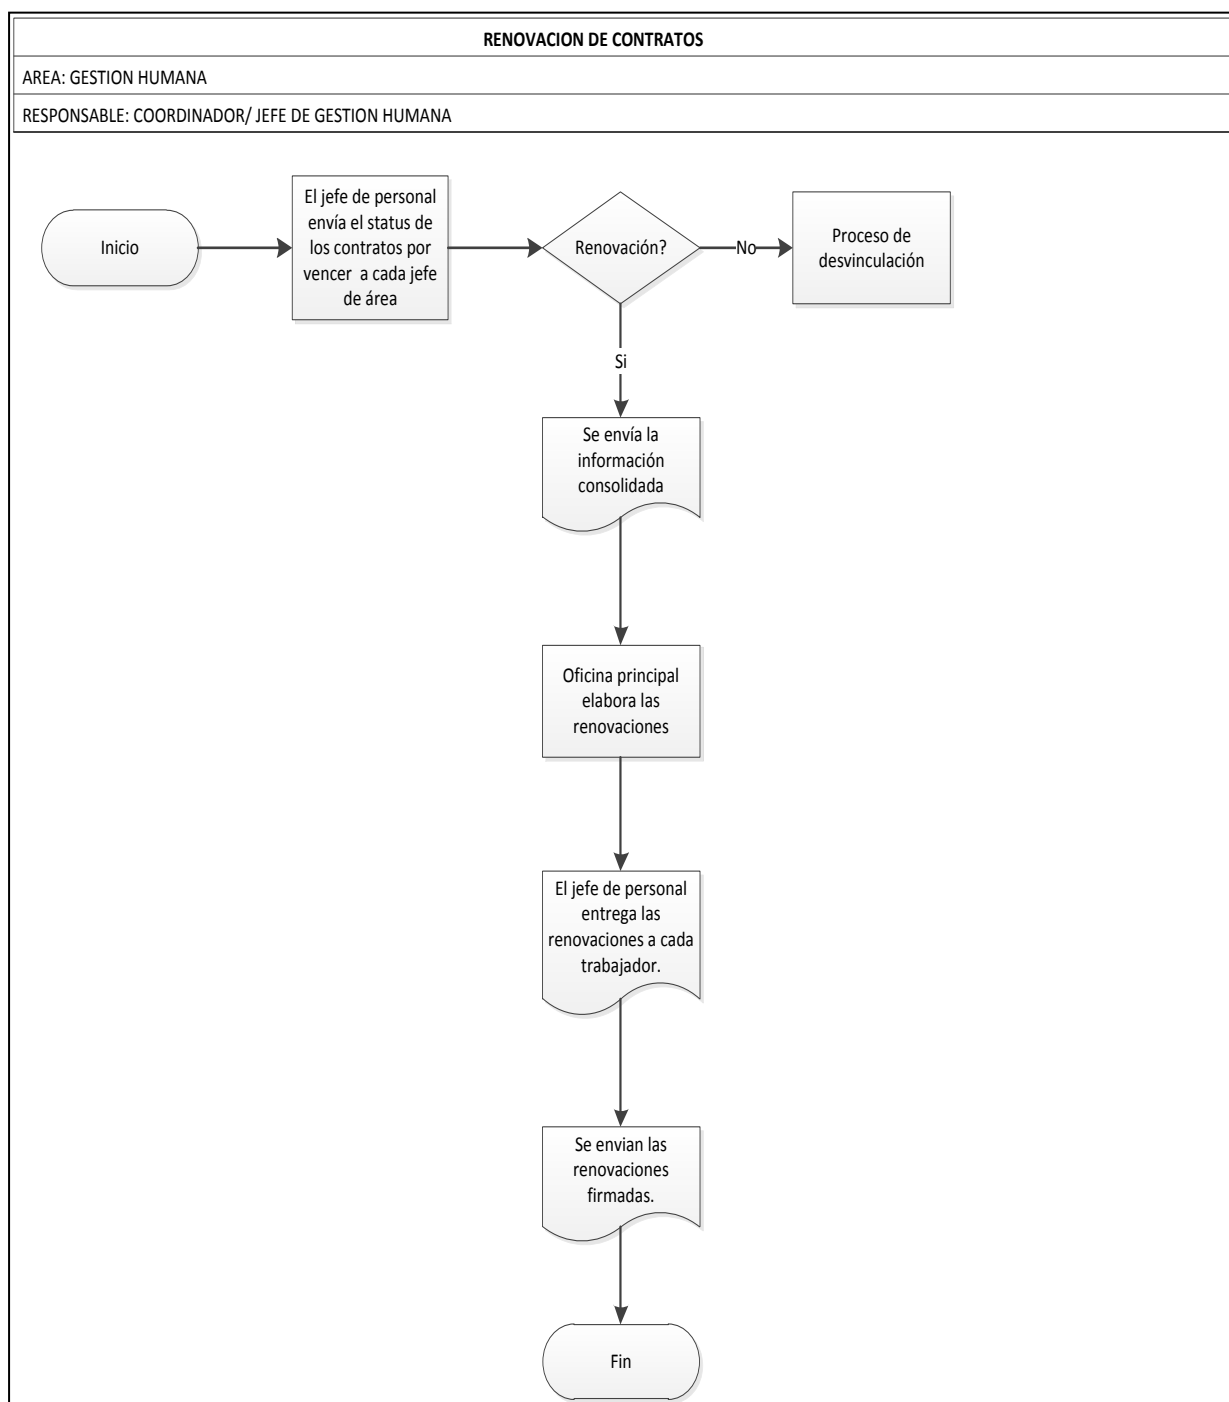 RENOVACION DE CONTRATOS
AREA: GESTION HUMANA
RESPONSABLE: COORDINADOR/ JEFE DE GESTION HUMANA
Inicio
El jefe de personal
envía el status de
los contratos por
vencer a cada jefe
de área
Renovación?
No
Proceso de
desvinculación
Si
Se envía la
información
consolidada
Oficina principal
elabora las
renovaciones
El jefe de personal
entrega las
renovaciones a cada
trabajador.
Se envian las
renovaciones
firmadas.
Fin